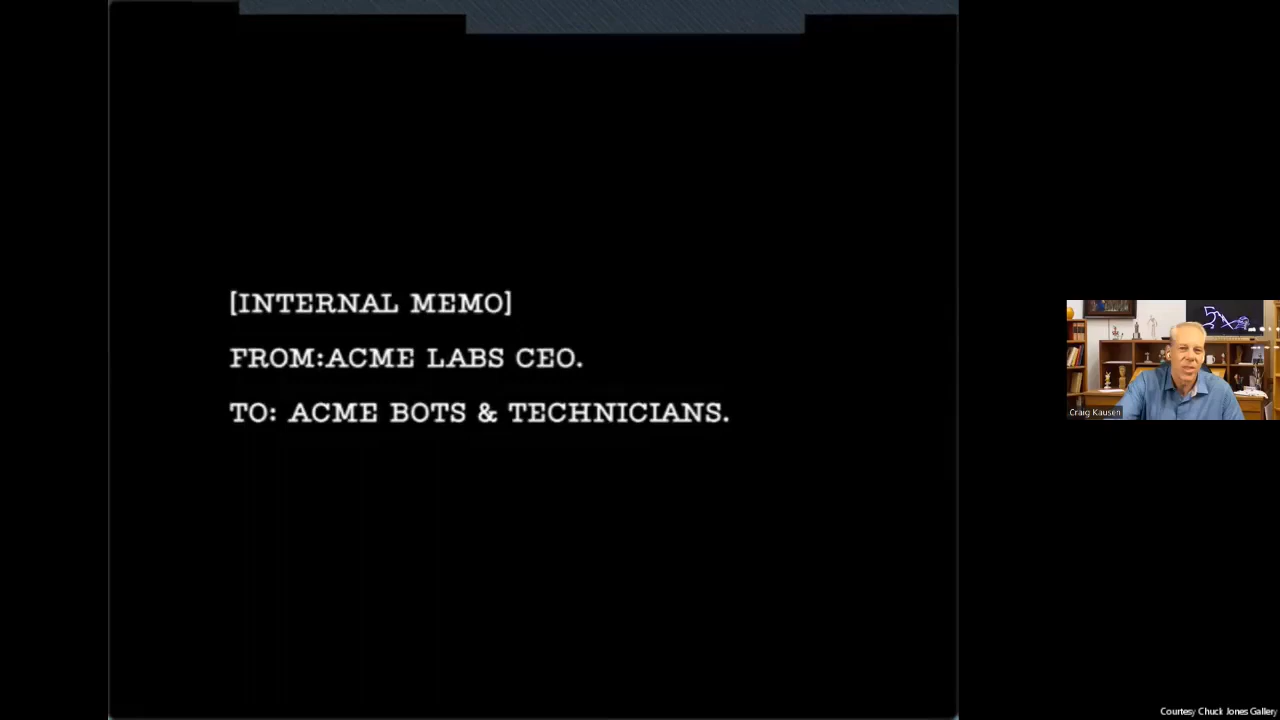 [INTERNAL MEMO]
FROM:ACME LABS CEO.
TO: ACME BOTS & TECHNICIANS.
Craig Kausen
Courtesy Chuck Jones Gallery